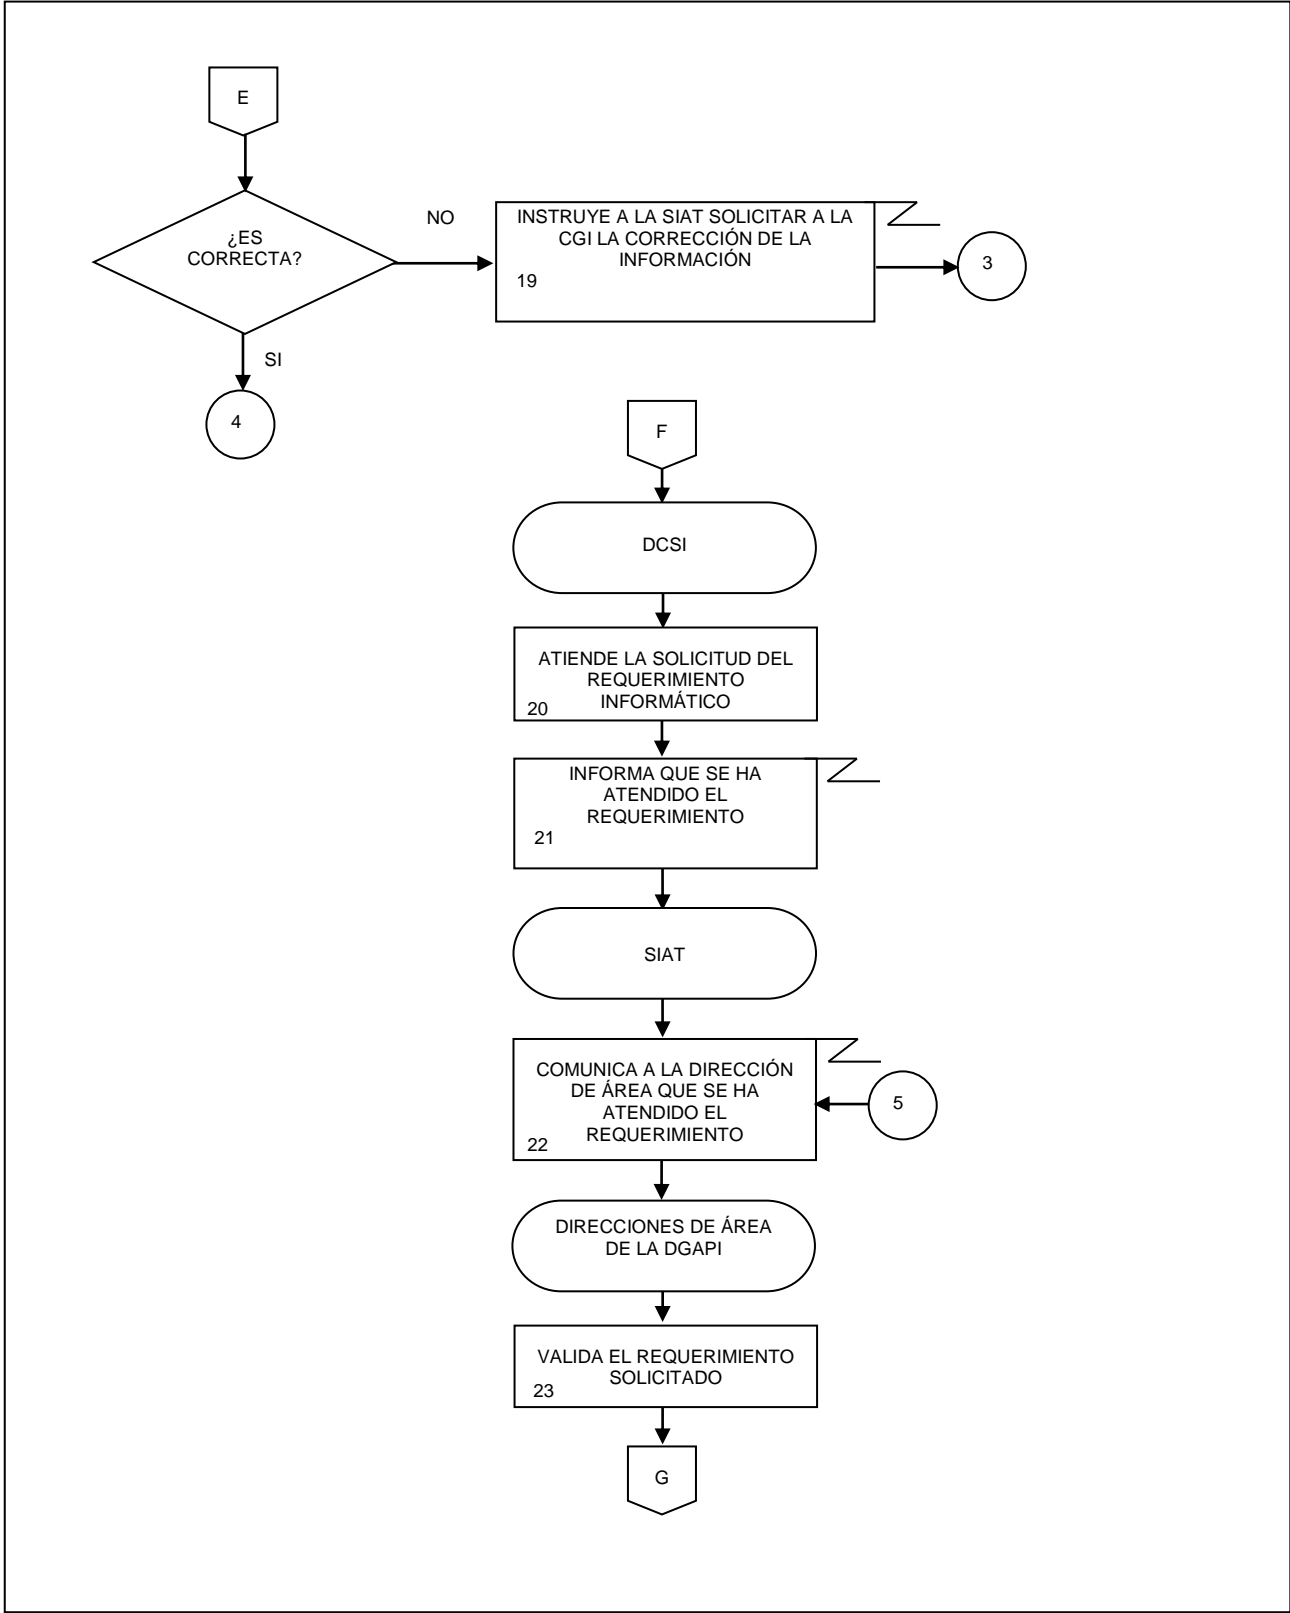 E
¿ES
CORRECTA?
NO
INSTRUYE A LA SIAT SOLICITAR A LA
CGI LA CORRECCIÓN DE LA
INFORMACIÓN
19
3
SI
4
F
DCSI
ATIENDE LA SOLICITUD DEL
REQUERIMIENTO
INFORMÁTICO
20
INFORMA QUE SE HA
ATENDIDO EL
REQUERIMIENTO
21
SIAT
COMUNICA A LA DIRECCIÓN
DE ÁREA QUE SE HA
ATENDIDO EL
REQUERIMIENTO
22
5
DIRECCIONES DE ÁREA
DE LA DGAPI
VALIDA EL REQUERIMIENTO
SOLICITADO
23
G